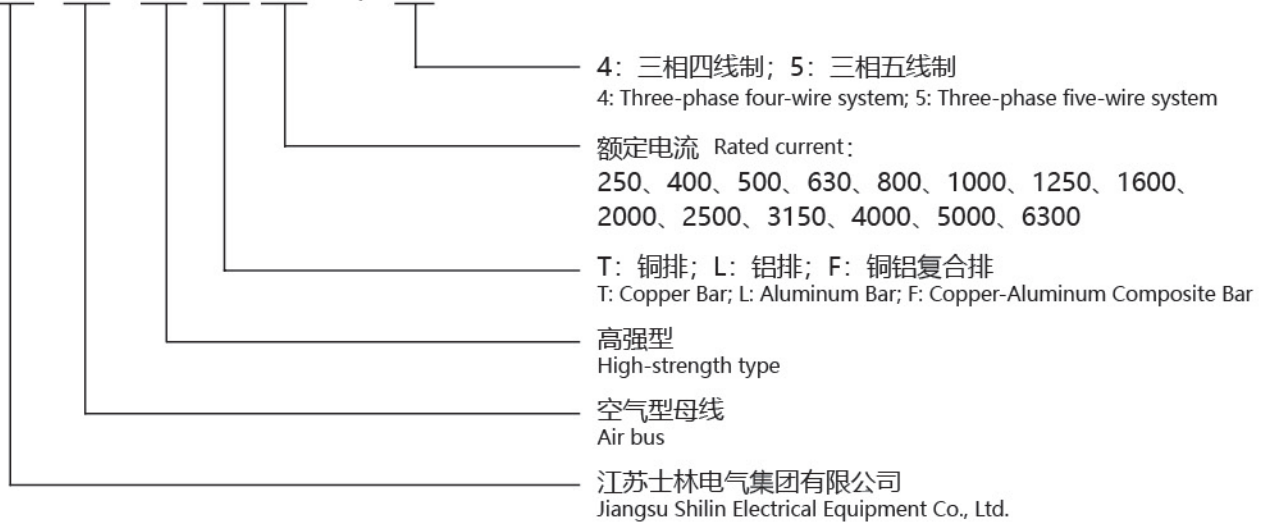 4：三相四线制；5：三相五线制
4: Three-phase four-wire system; 5: Three-phase five-wire system
额定电流 Rated current：
250、400、500、630、800、1000、1250、1600、
2000、2500、3150、4000、5000、6300
T：铜排；L：铝排；F：铜铝复合排
T: Copper Bar; L: Aluminum Bar; F: Copper-Aluminum Composite Bar
高强型
High-strength type
空气型母线
Air bus
江苏士林电气集团有限公司
Jiangsu Shilin Electrical Equipment Co., Ltd.